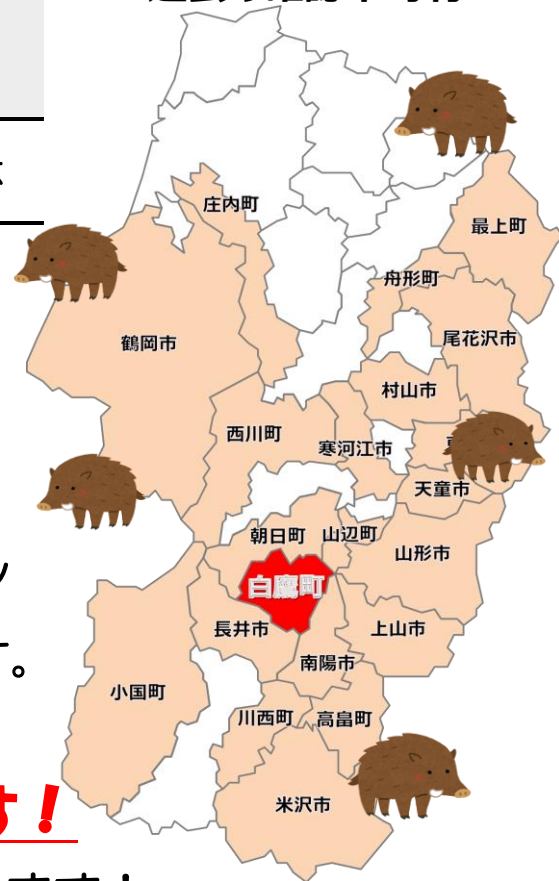 庄内町
最上町
舟形町
鶴岡市
尾花沢市
村山市
西川町
寒河江市
天童市
朝日町
山辺町
山形市
白鷹町
長井市
上山市
南陽市
小国町
川西町
高畠町
米沢市
す。
す！